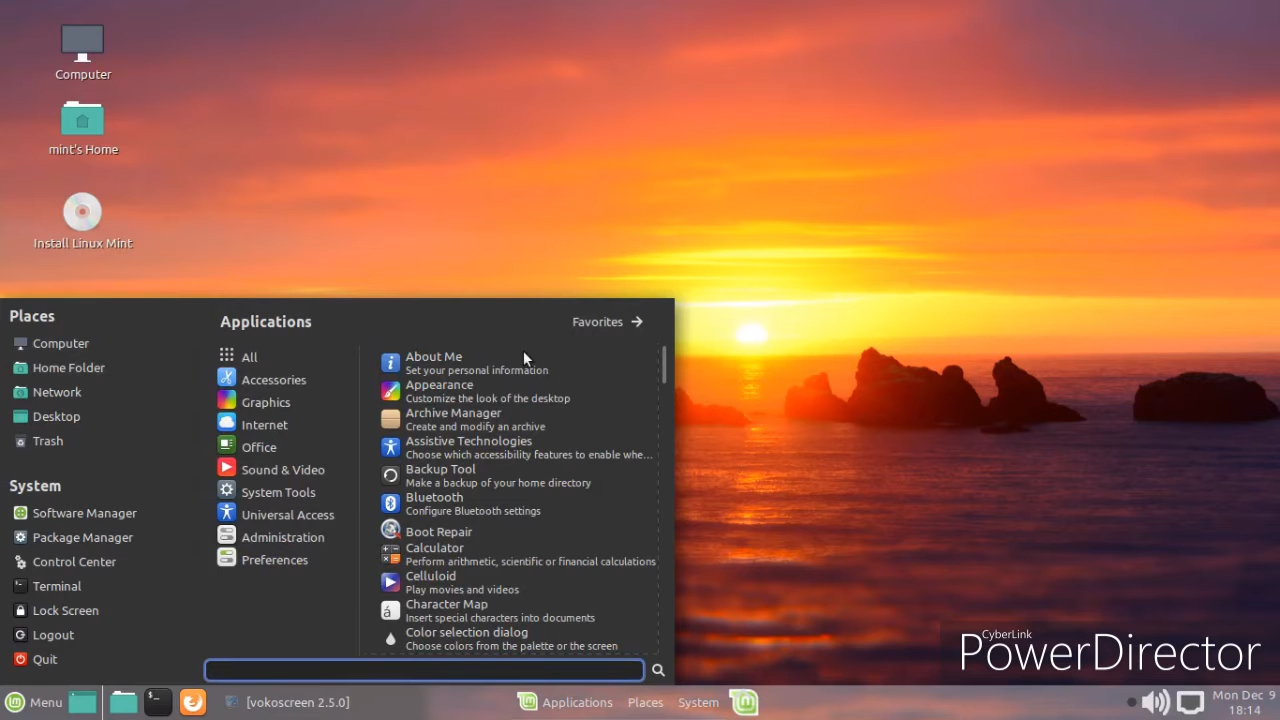 Computer
mint's Home
Install Linux Mint
Places
Computer
Home Folder
Network
Desktop
Trash
System
Software Manager
Package Manager
Control Center
Terminal
Lock Screen
Logout
Quit
Applications
Favorites
All
Accessories
Graphics
Internet
Office
Sound & Video
System Tools
Universal Access
Administration
Preferences
About Me
Set your personal information
Appearance
Customize the look of the desktop
Archive Manager
Create and modify an archive
Assistive Technologies
Choose which accessibility features to enable whe...
Backup Tool
Make a backup of your home directory
Bluetooth
Configure Bluetooth settings
Boot Repair
Calculator
Perform arithmetic, scientific or financial calculations
Celluloid
Play movies and videos
Character Map
Insert special characters into documents
Color selection dialog
Choose colors from the palette or the screen
CyberLink
PowerDirector
Menu
[vokoscreen 2.5.0]
Applications
Places
System
Mon Dec 9
18:14